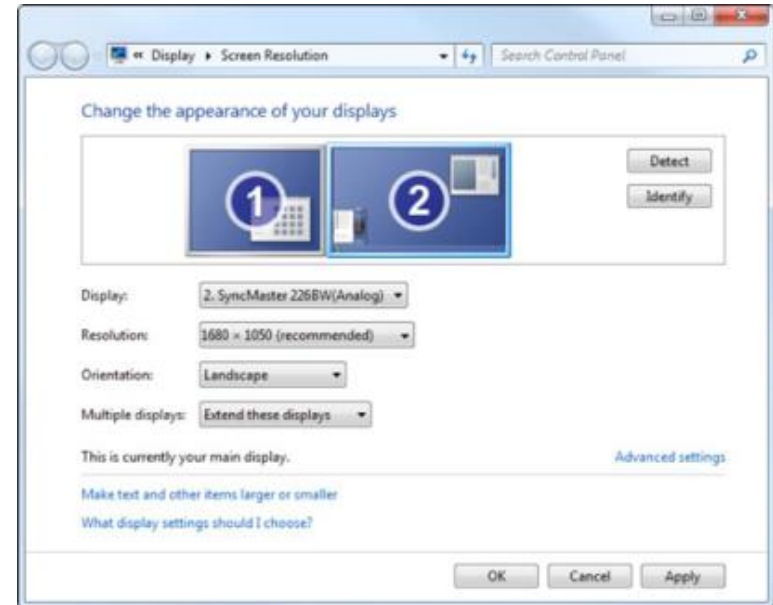 « Display ▸ Screen Resolution
Search Control Panel
Change the appearance of your displays
1
2
Detect
Identify
Display: 2. SyncMaster 226BW(Analog)
Resolution: 1680 × 1050 (recommended)
Orientation: Landscape
Multiple displays: Extend these displays
This is currently your main display. Advanced settings
Make text and other items larger or smaller
What display settings should I choose?
OK Cancel Apply